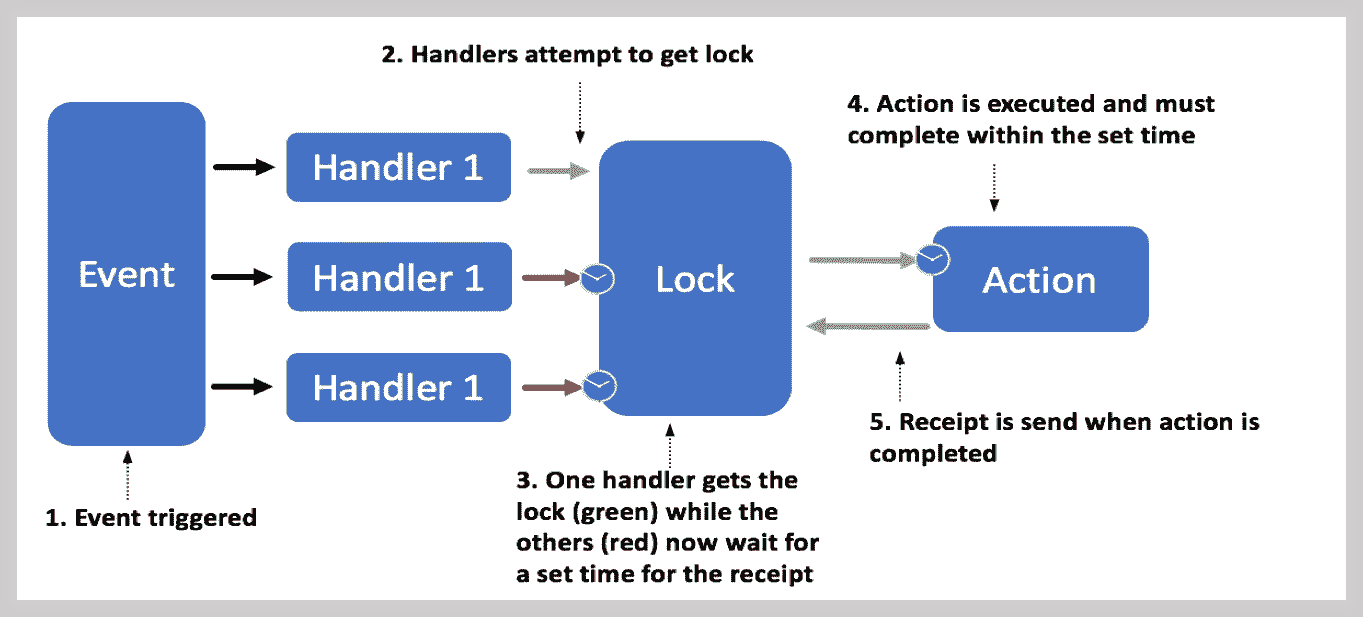 2. Handlers attempt to get lock
4. Action is executed and must
complete within the set time
Event
Handler 1
Handler 1
Handler 1
Lock
Action
5. Receipt is send when action is
completed
3. One handler gets the
lock (green) while the
others (red) now wait for
a set time for the receipt
1. Event triggered